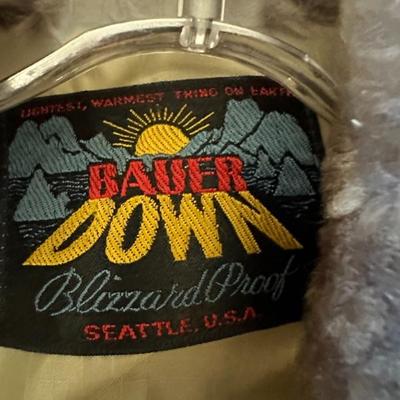 LIGHTEST, WARMEST THING ON EARTH
BAUER
DOWN
Blizzard Proof
SEATTLE, U.S.A.